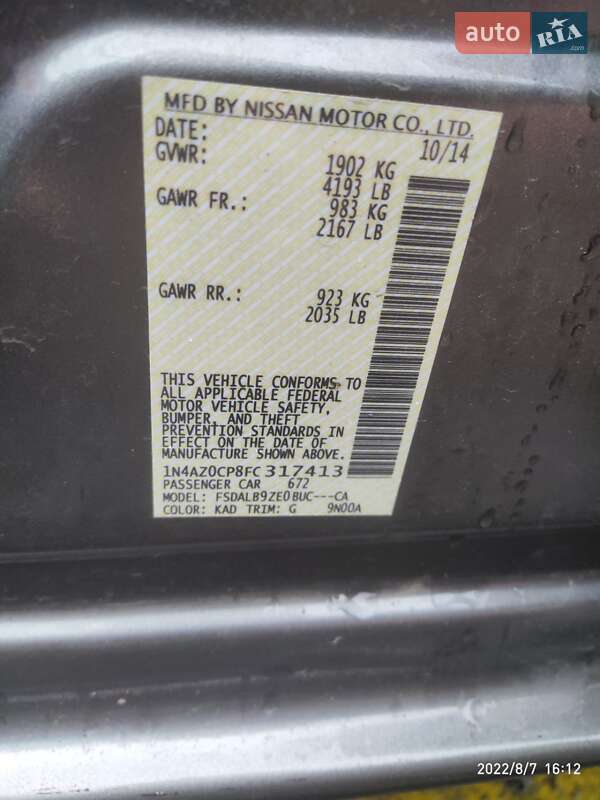 auto RIA .com
MFD BY NISSAN MOTOR CO., LTD.
DATE: 10/14
GVWR: 1902 KG
4193 LB
GAWR FR.: 983 KG
2167 LB
GAWR RR.: 923 KG
2035 LB
THIS VEHICLE CONFORMS TO
ALL APPLICABLE FEDERAL
MOTOR VEHICLE SAFETY,
BUMPER, AND THEFT
PREVENTION STANDARDS IN
EFFECT ON THE DATE OF
MANUFACTURE SHOWN ABOVE.
1N4AZ0CP8FC317413
PASSENGER CAR 672
MODEL: FSDALB9ZE0BUC---CA
COLOR: KAD TRIM: G 9N00A
2022/8/7 16:12